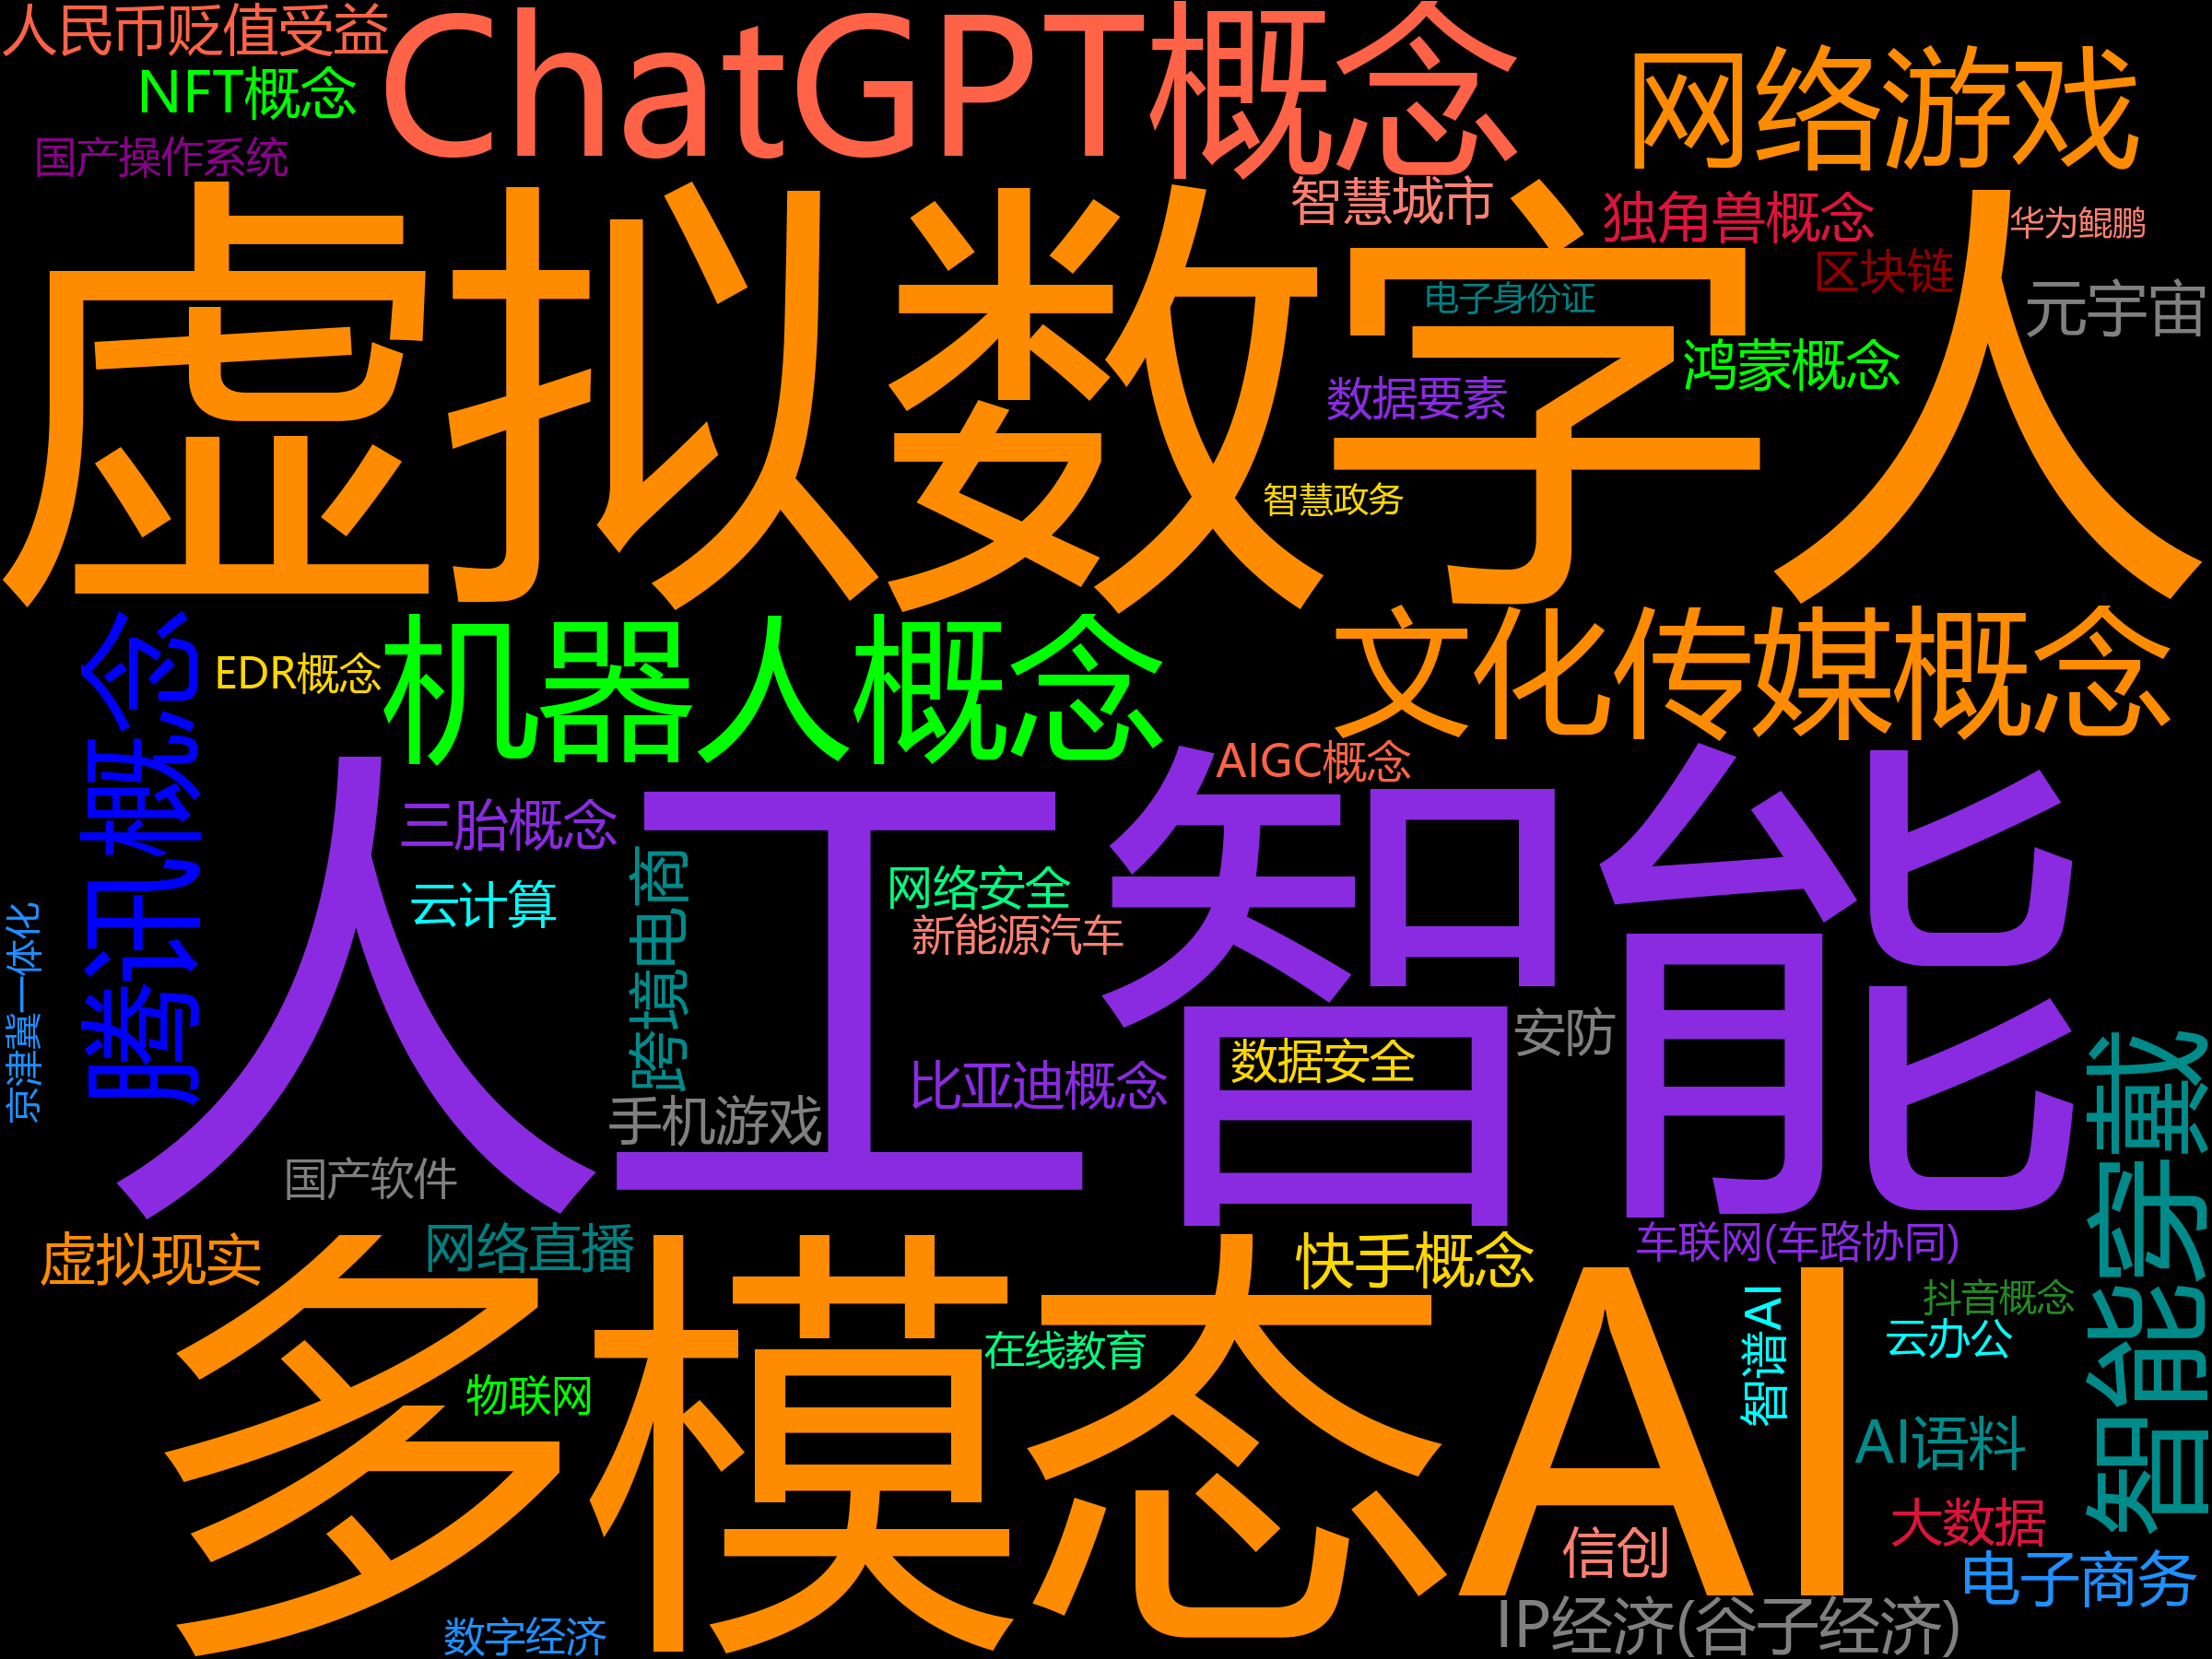 人民币贬值受益
ChatGPT概念
网络游戏
NFT概念
国产操作系统
智慧城市
独角兽概念
华为鲲鹏
虚拟数字人
区块链
元宇宙
电子身份证
鸿蒙概念
数据要素
智慧政务
腾讯概念
EDR概念
机器人概念
文化传媒概念
AIGC概念
人工智能
三胎概念
云计算
跨境电商
网络安全
新能源汽车
京津冀一体化
安防
数据安全
比亚迪概念
手机游戏
国产软件
智能穿戴
虚拟现实
网络直播
快手概念
车联网(车路协同)
多模态AI
智谱AI
抖音概念
云办公
在线教育
物联网
AI语料
大数据
信创
电子商务
IP经济(谷子经济)
数字经济